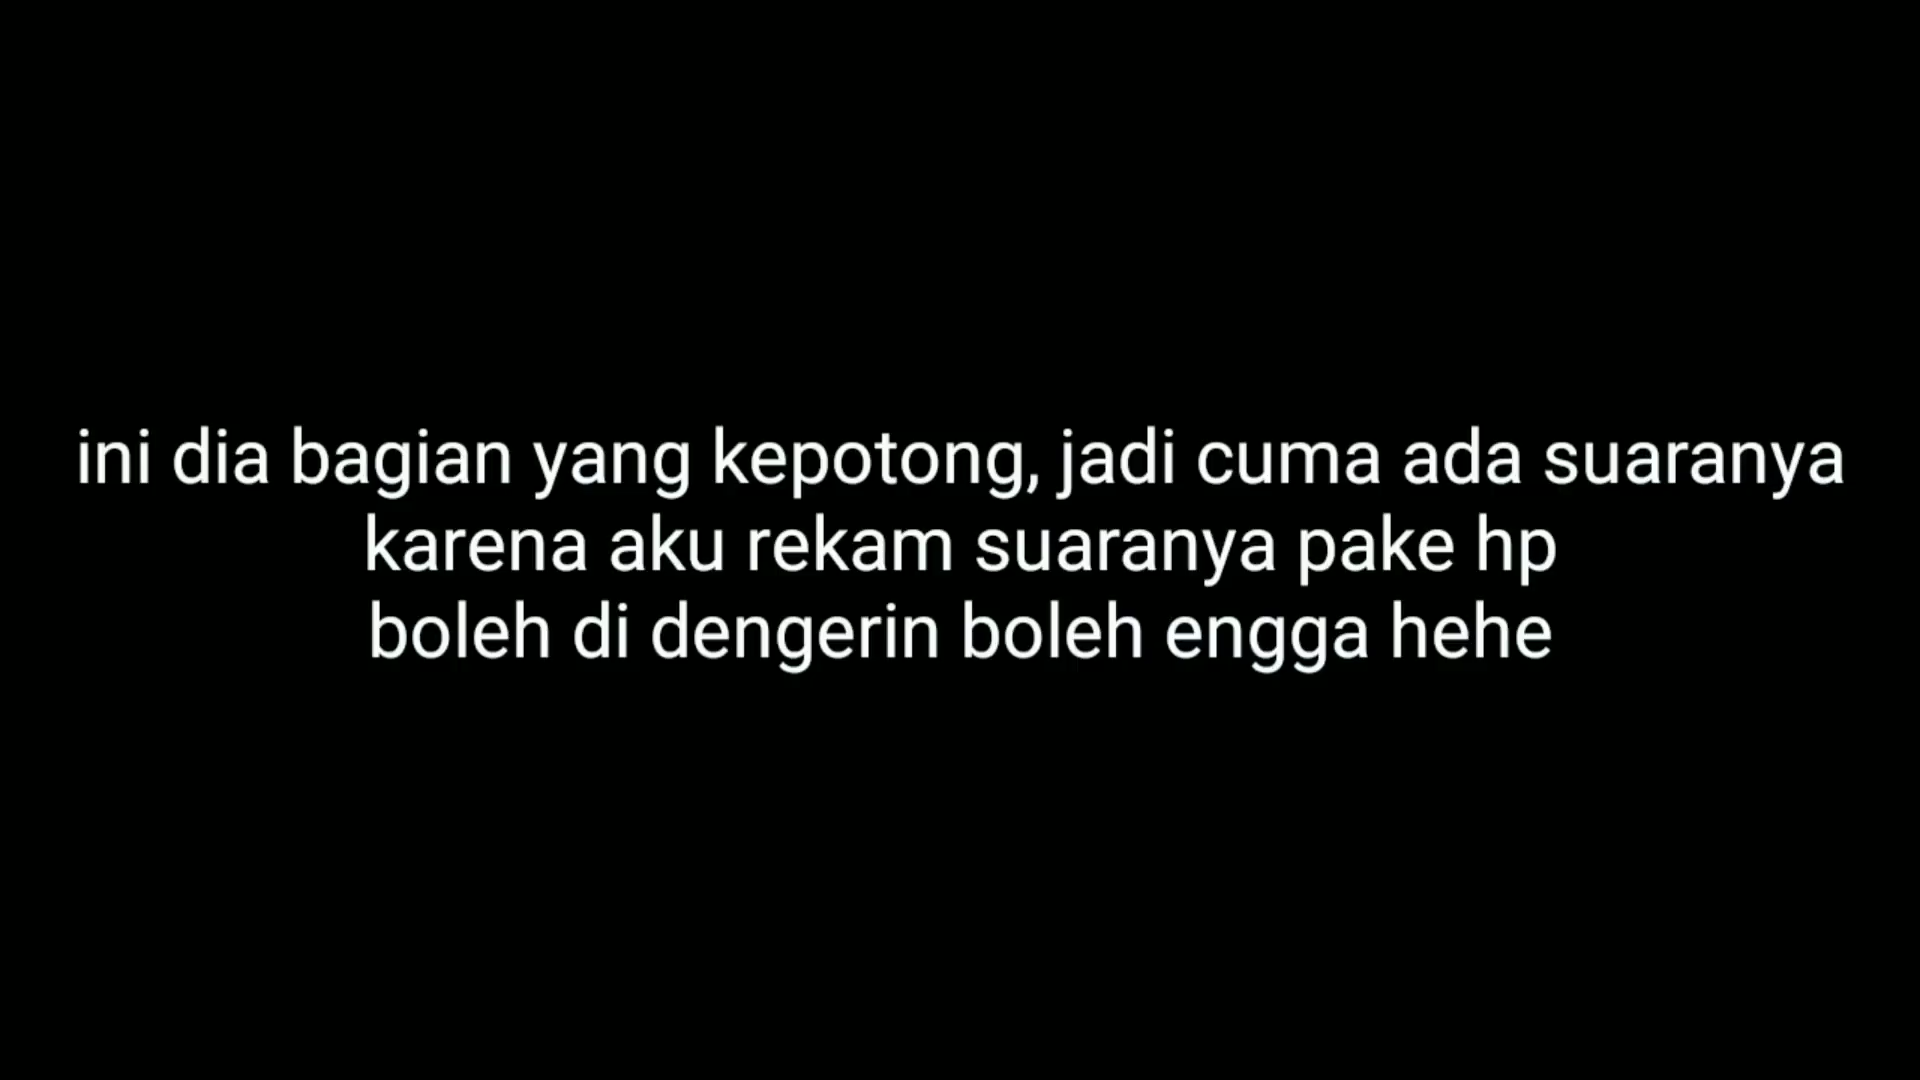 ini dia bagian yang kepotong, jadi cuma ada suaranya
karena aku rekam suaranya pake hp
boleh di dengerin boleh engga hehe